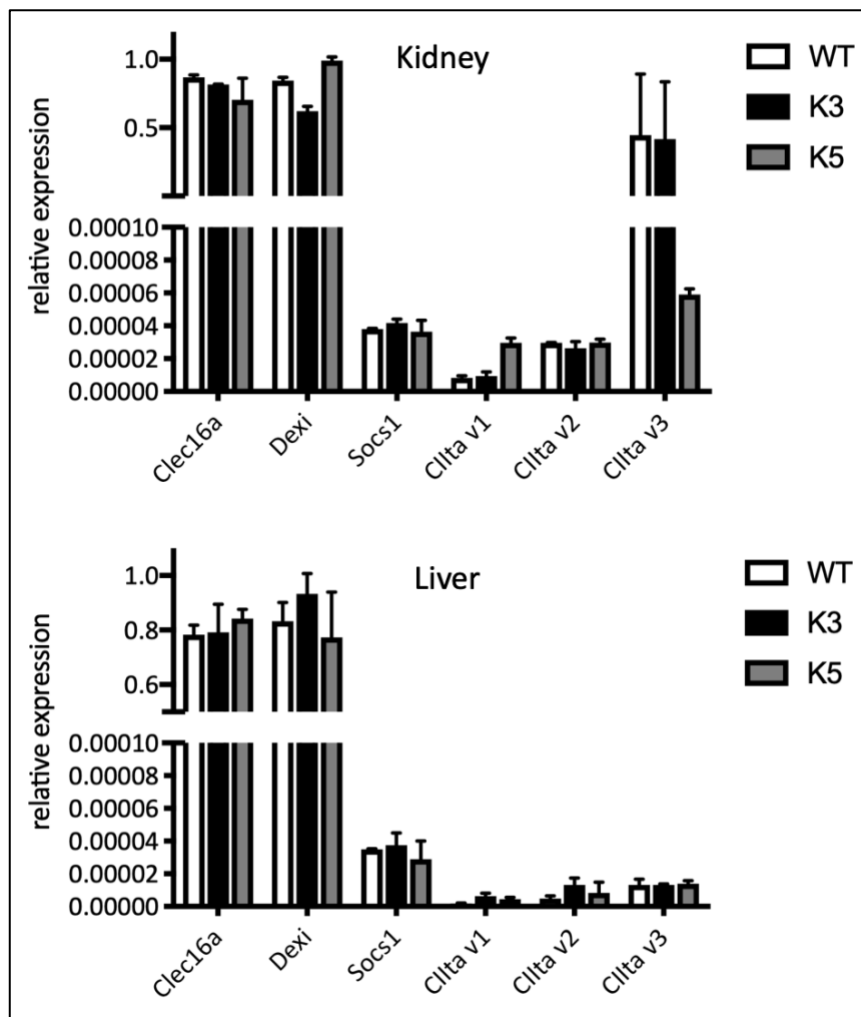 Kidney
WT
K3
K5
relative expression
1.0
0.5
0.00010
0.00008
0.00006
0.00004
0.00002
0.00000
Clec16a
Dexi
Socs1
CIIta v1
CIIta v2
CIIta v3
Liver
WT
K3
K5
relative expression
1.0
0.8
0.6
0.00010
0.00008
0.00006
0.00004
0.00002
0.00000
Clec16a
Dexi
Socs1
CIIta v1
CIIta v2
CIIta v3